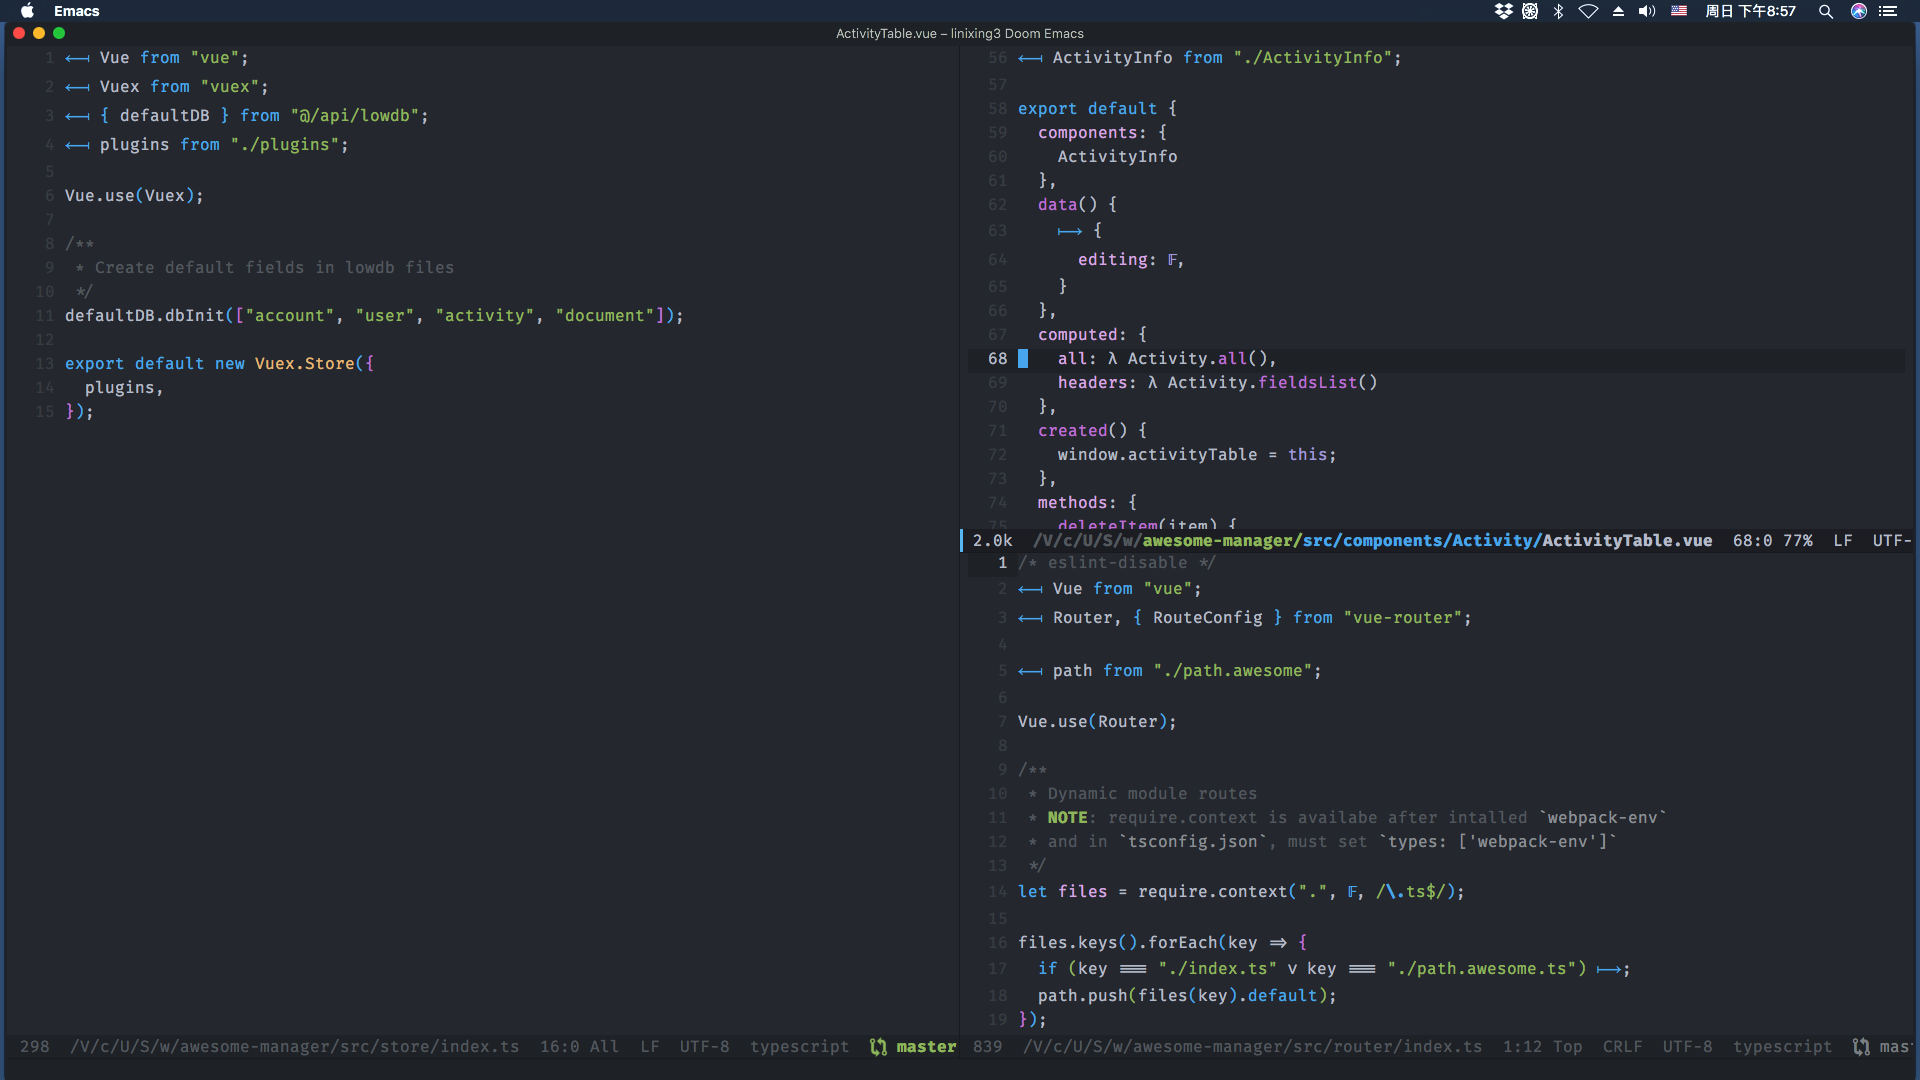 Emacs
周日 下午8:57
ActivityTable.vue – linixing3 Doom Emacs
1 ⟻ Vue from "vue";
2 ⟻ Vuex from "vuex";
3 ⟻ { defaultDB } from "@/api/lowdb";
4 ⟻ plugins from "./plugins";
5
6 Vue.use(Vuex);
7
8 /**
9 * Create default fields in lowdb files
10 */
11 defaultDB.dbInit(["account", "user", "activity", "document"]);
12
13 export default new Vuex.Store({
14 plugins,
15 });
298 /V/c/U/S/w/awesome-manager/src/store/index.ts 16:0 All LF UTF-8 typescript master
56 ⟻ ActivityInfo from "./ActivityInfo";
57
58 export default {
59 components: {
60 ActivityInfo
61 },
62 data() {
63 ⟼ {
64 editing: 𝔽,
65 }
66 },
67 computed: {
68 all: λ Activity.all(),
69 headers: λ Activity.fieldsList()
70 },
71 created() {
72 window.activityTable = this;
73 },
74 methods: {
75 deleteItem(item) {
2.0k /V/c/U/S/w/awesome-manager/src/components/Activity/ActivityTable.vue 68:0 77% LF UTF-
1 /* eslint-disable */
2 ⟻ Vue from "vue";
3 ⟻ Router, { RouteConfig } from "vue-router";
4
5 ⟻ path from "./path.awesome";
6
7 Vue.use(Router);
8
9 /**
10 * Dynamic module routes
11 * NOTE: require.context is availabe after intalled `webpack-env`
12 * and in `tsconfig.json`, must set `types: ['webpack-env']`
13 */
14 let files = require.context(".", 𝔽, /\.ts$/);
15
16 files.keys().forEach(key => {
17 if (key === "./index.ts" ∨ key === "./path.awesome.ts") ⟼;
18 path.push(files(key).default);
19 });
839 /V/c/U/S/w/awesome-manager/src/router/index.ts 1:12 Top CRLF UTF-8 typescript mas